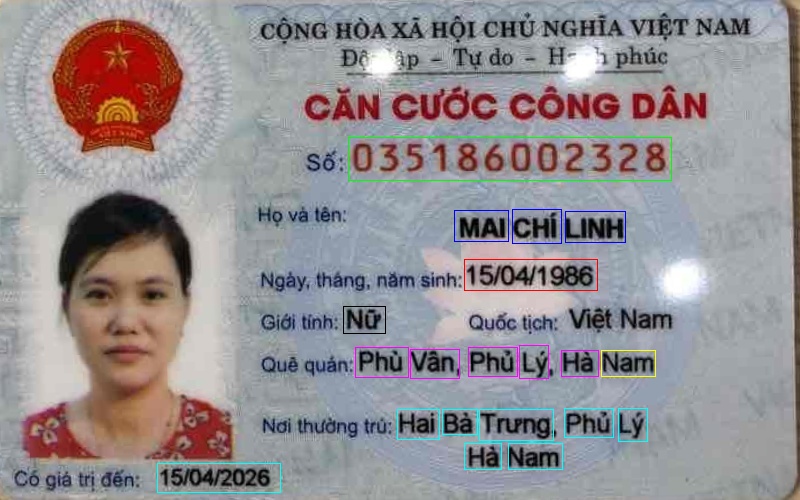 CỘNG HÒA XÃ HỘI CHỦ NGHĨA VIỆT NAM
Độc lập - Tự do - Hạnh phúc
CĂN CƯỚC CÔNG DÂN
Số: 035186002328
Họ và tên: MAI CHÍ LINH
Ngày, tháng, năm sinh: 15/04/1986
Giới tính: Nữ Quốc tịch: Việt Nam
Quê quán: Phù Vân, Phủ Lý, Hà Nam
Nơi thường trú: Hai Bà Trưng, Phủ Lý
Hà Nam
Có giá trị đến: 15/04/2026